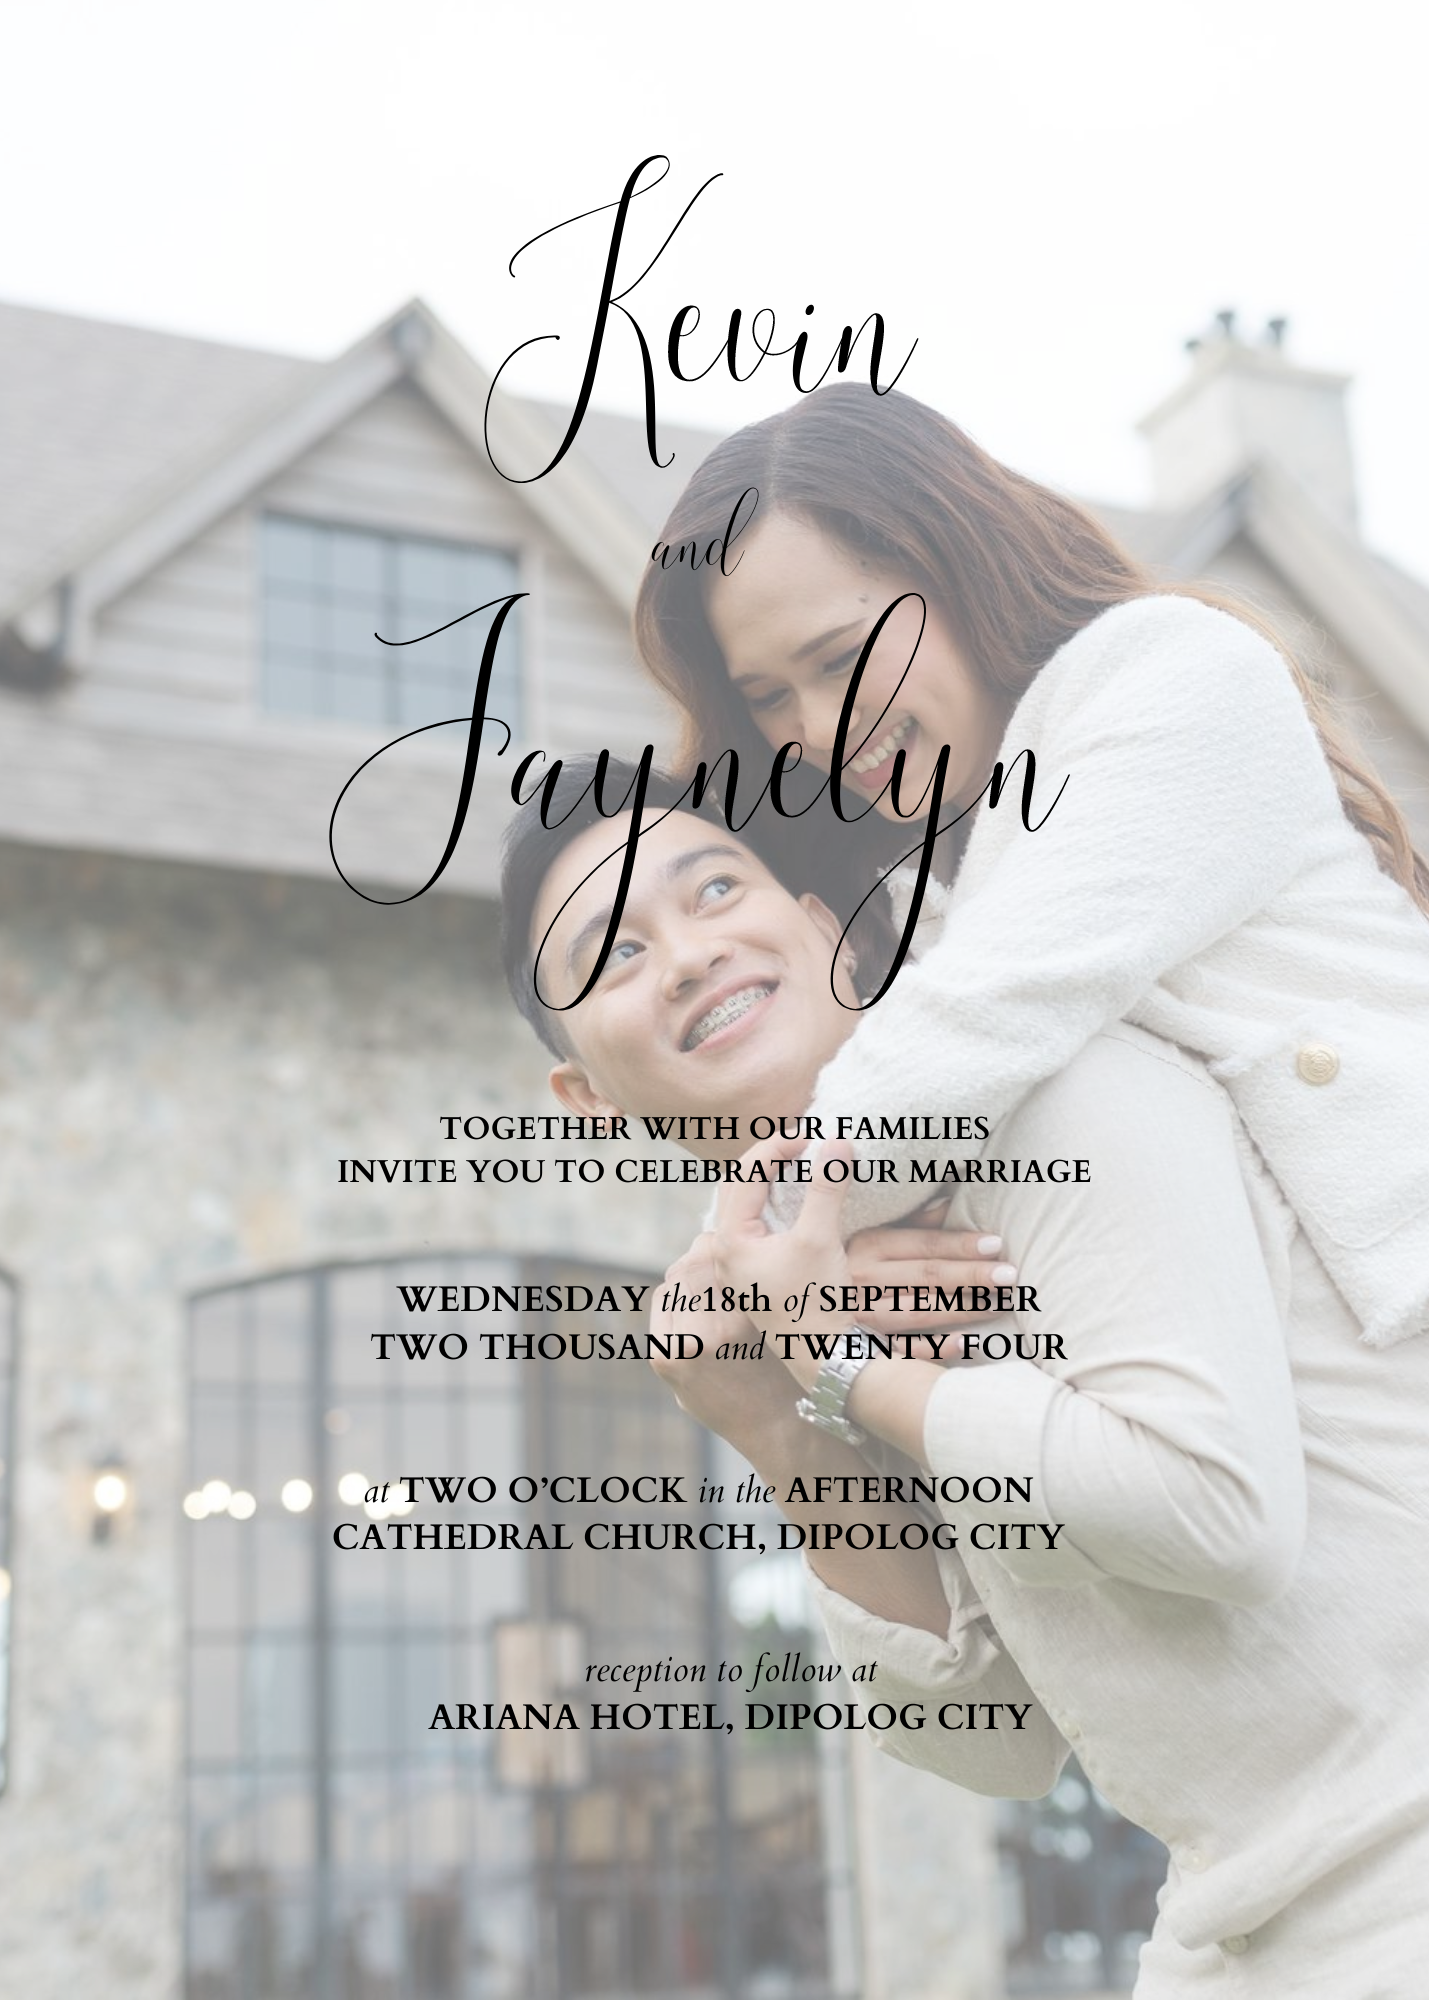 Kevin
and
Jaynelyn
TOGETHER WITH OUR FAMILIES
INVITE YOU TO CELEBRATE OUR MARRIAGE
WEDNESDAY the18th of SEPTEMBER
TWO THOUSAND and TWENTY FOUR
at TWO O’CLOCK in the AFTERNOON
CATHEDRAL CHURCH, DIPOLOG CITY
reception to follow at
ARIANA HOTEL, DIPOLOG CITY